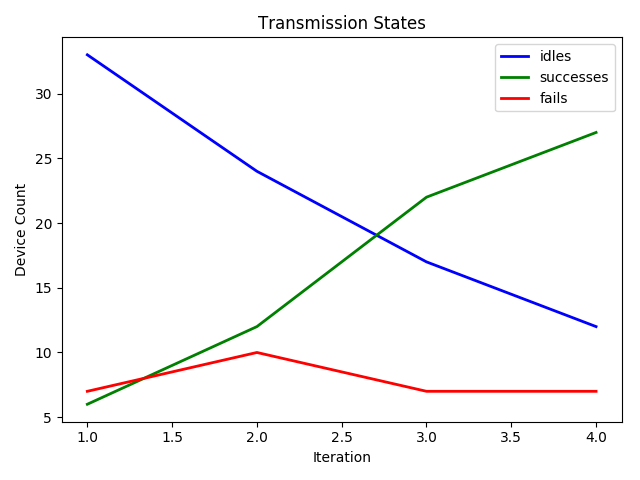 Transmission States
idles
successes
fails
30
25
20
15
10
5
Device Count
1.0 1.5 2.0 2.5 3.0 3.5 4.0
Iteration